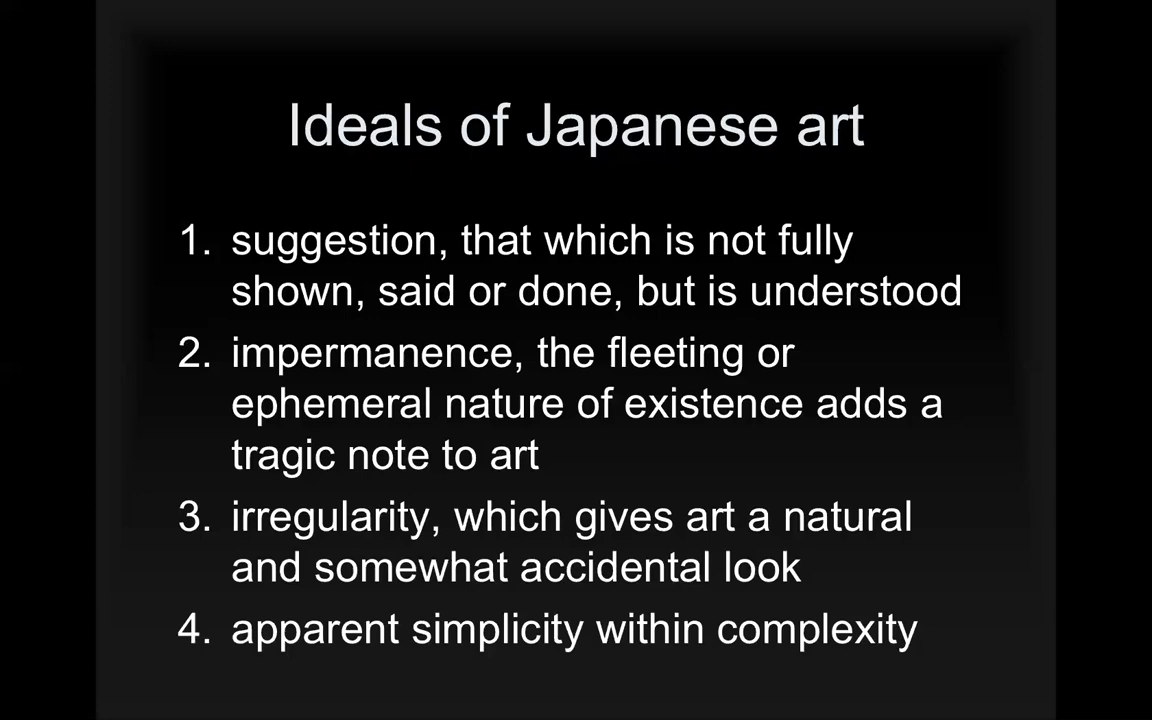 Ideals of Japanese art
1. suggestion, that which is not fully
shown, said or done, but is understood
2. impermanence, the fleeting or
ephemeral nature of existence adds a
tragic note to art
3. irregularity, which gives art a natural
and somewhat accidental look
4. apparent simplicity within complexity